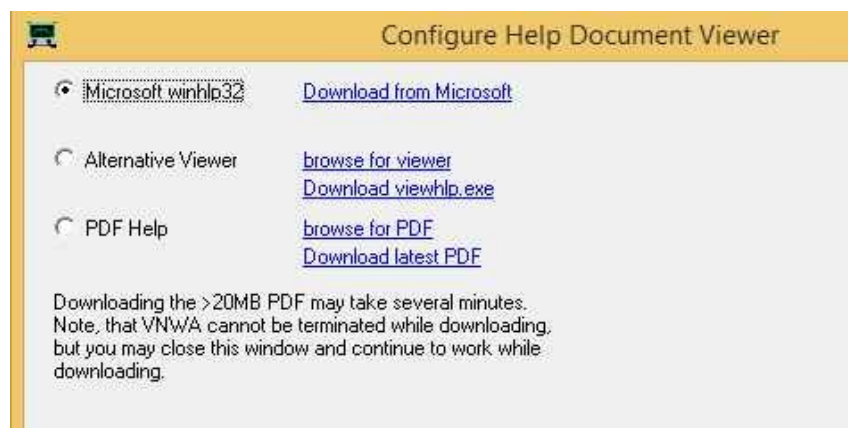 Configure Help Document Viewer
Microsoft winhlp32 Download from Microsoft
Alternative Viewer browse for viewer
Download viewhlp.exe
PDF Help browse for PDF
Download latest PDF
Downloading the >20MB PDF may take several minutes.
Note, that VNWA cannot be terminated while downloading,
but you may close this window and continue to work while
downloading.